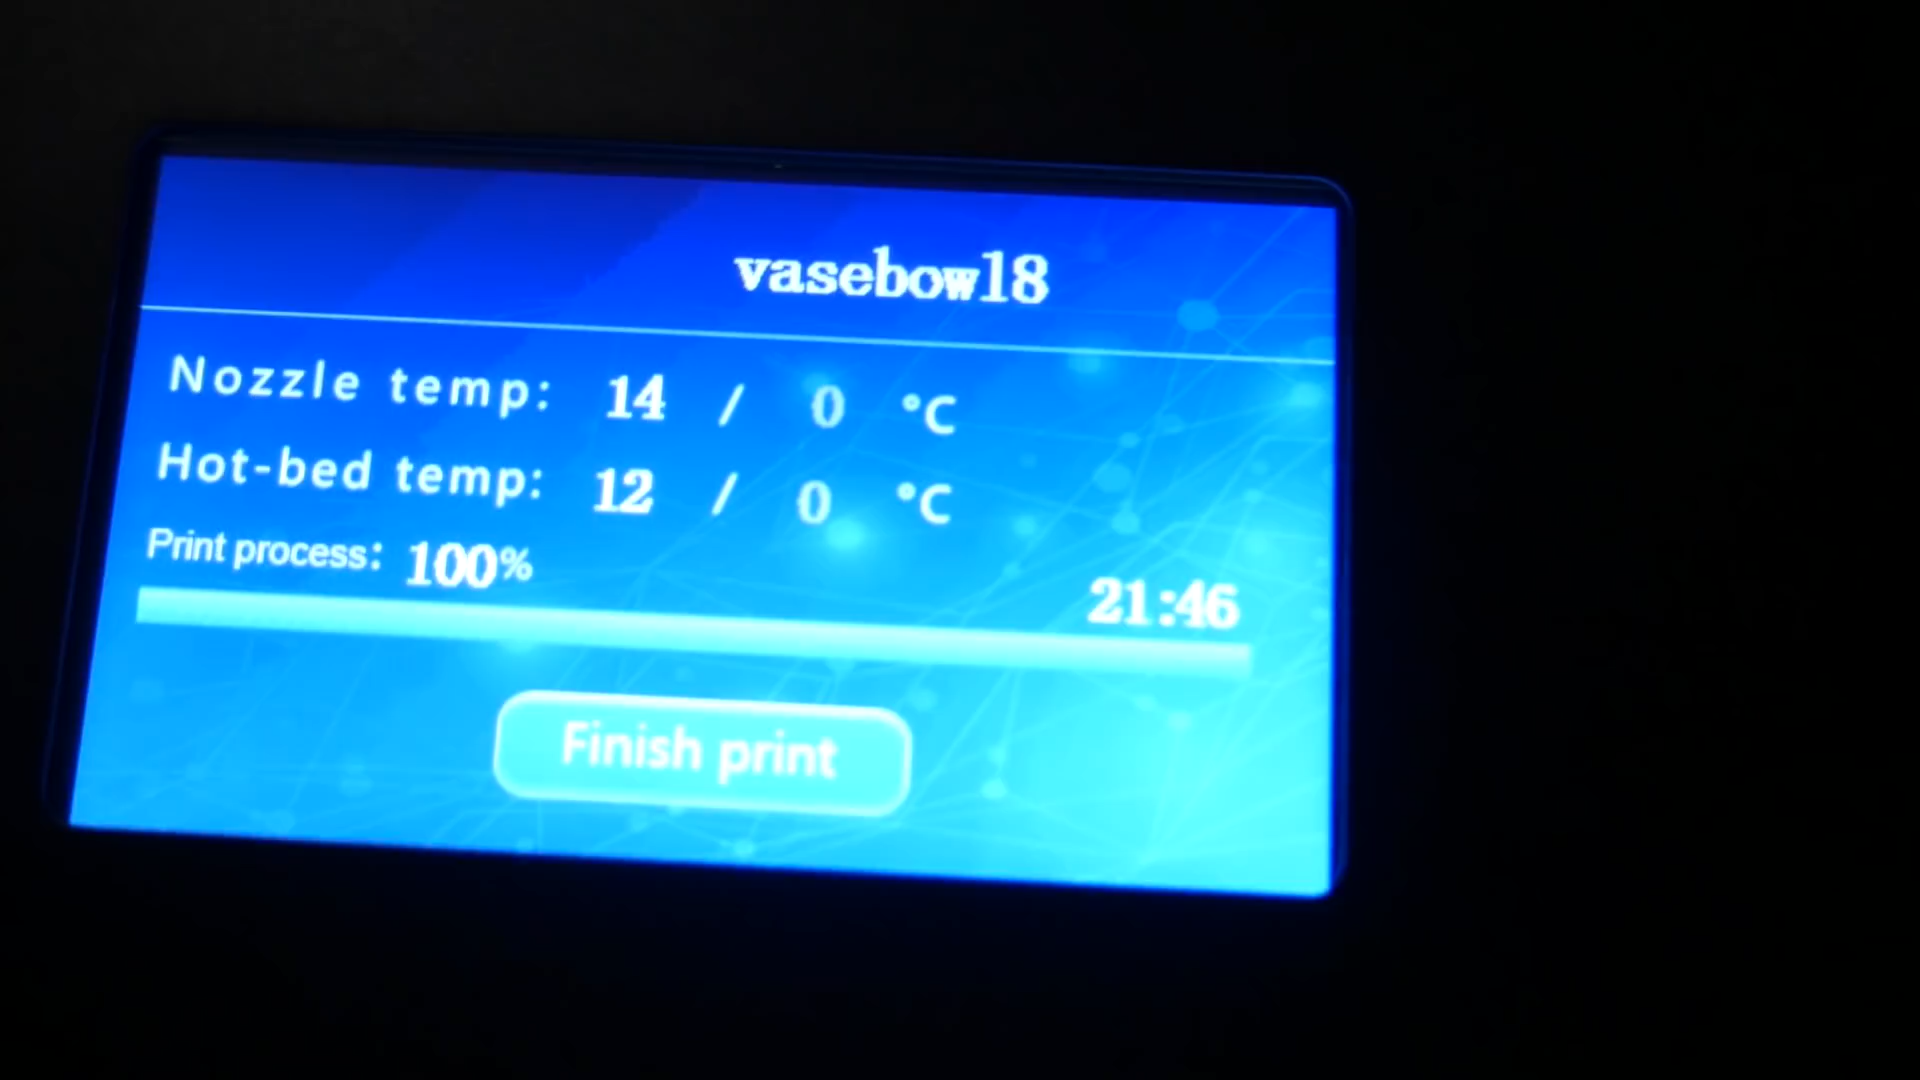 vasebow18
Nozzle temp: 14 / 0 °C
Hot-bed temp: 12 / 0 °C
Print process: 100%
21:46
Finish print